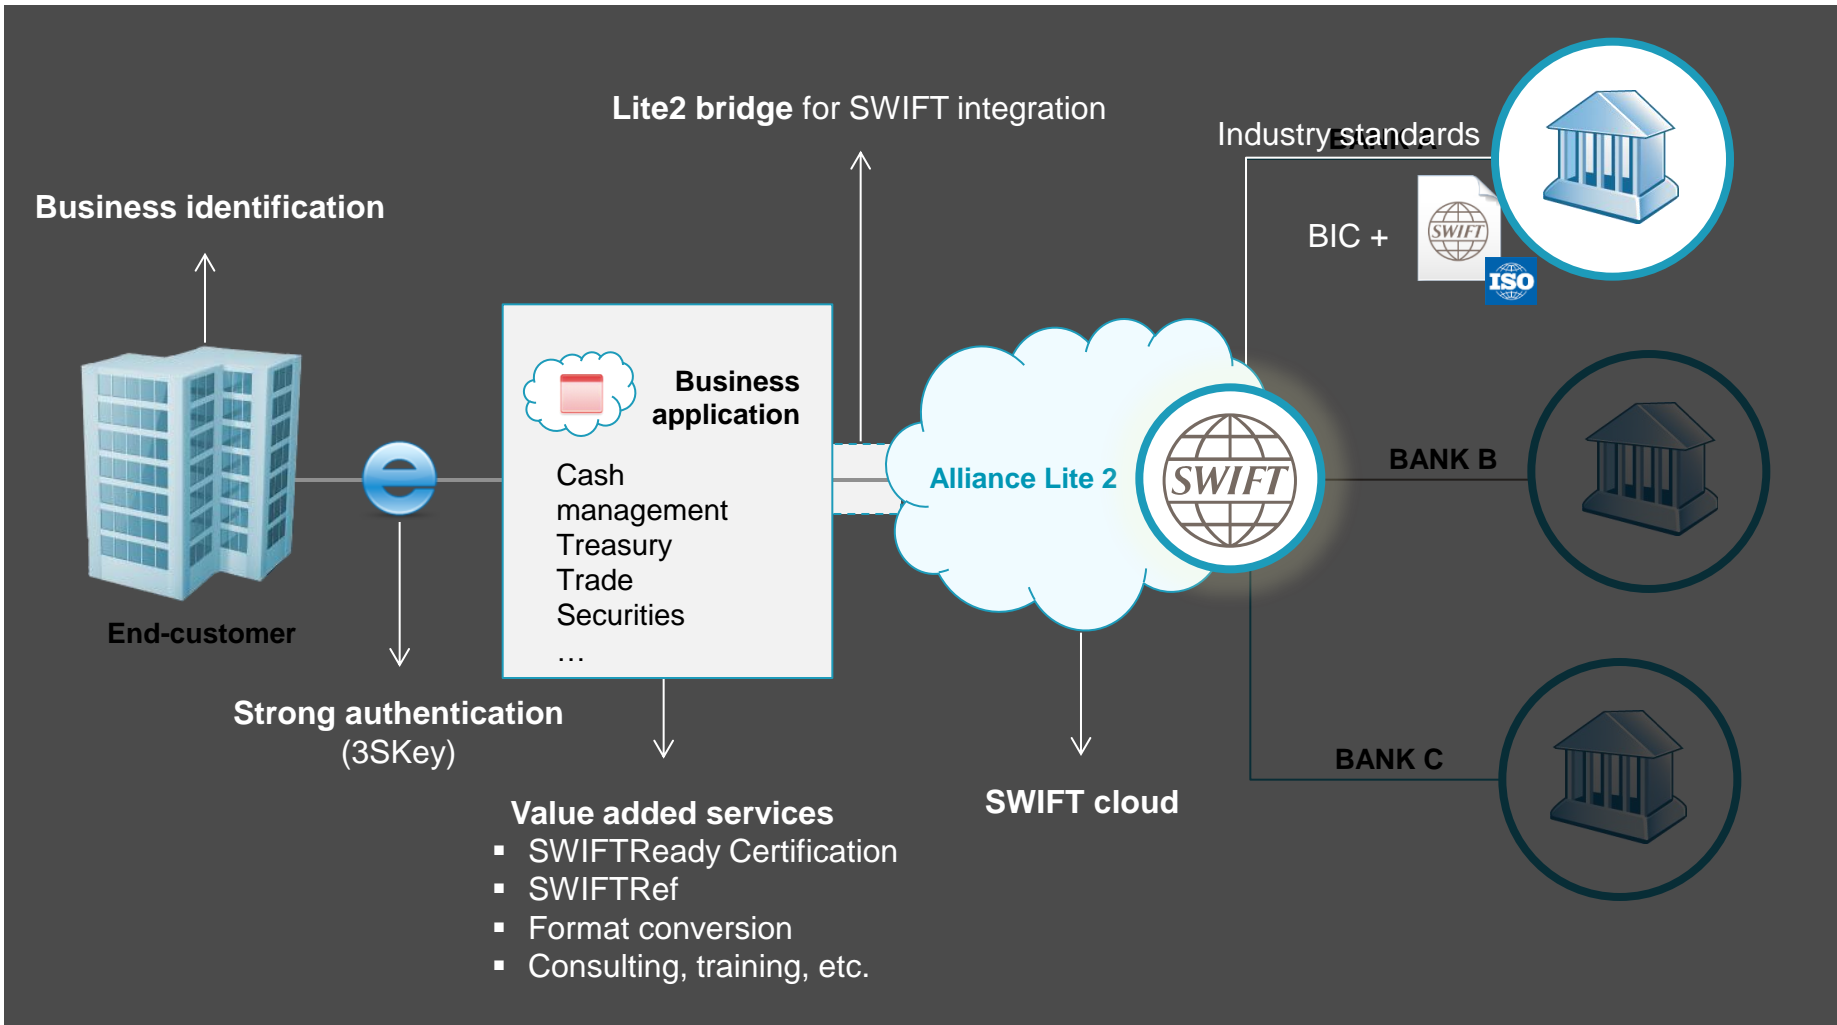 Lite2 bridge for SWIFT integration
Industry standards
BANK A
Business identification
BIC +
SWIFT
ISO
Business
application
Cash
management
Treasury
Trade
Securities
…
Alliance Lite 2
SWIFT
BANK B
End-customer
Strong authentication
(3SKey)
BANK C
SWIFT cloud
Value added services
▪ SWIFTReady Certification
▪ SWIFTRef
▪ Format conversion
▪ Consulting, training, etc.